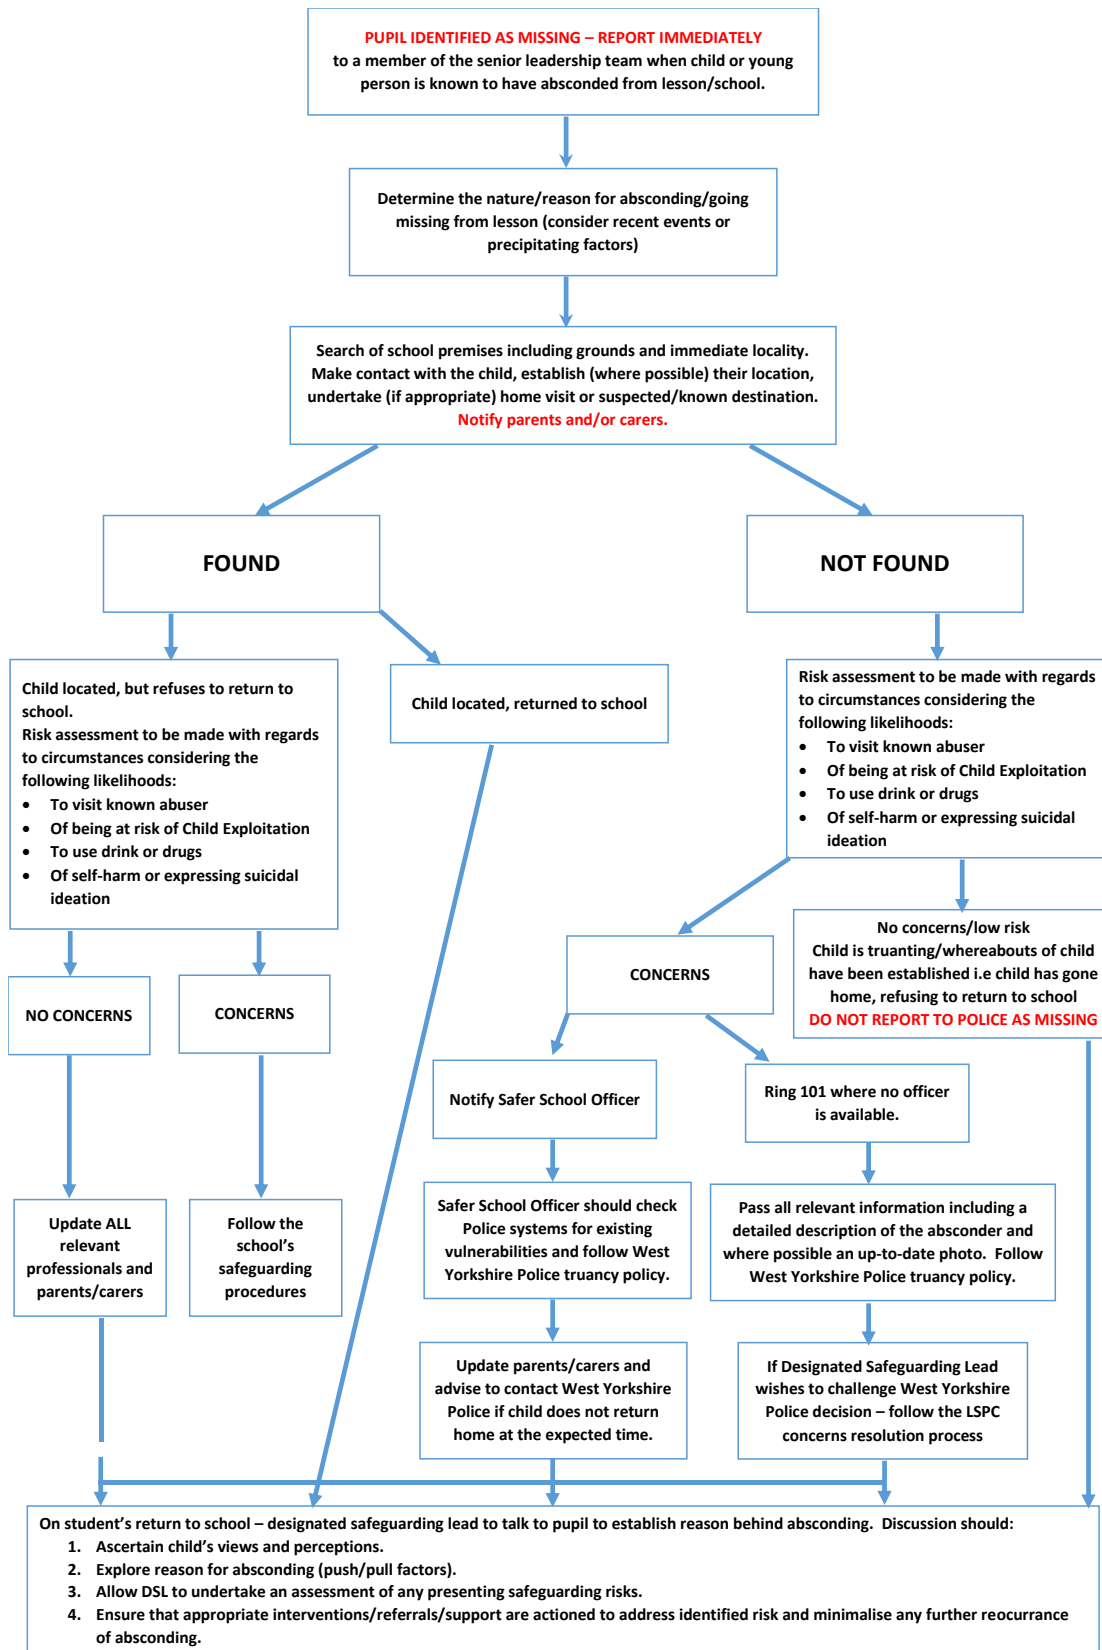 PUPIL IDENTIFIED AS MISSING – REPORT IMMEDIATELY
to a member of the senior leadership team when child or young
person is known to have absconded from lesson/school.
Determine the nature/reason for absconding/going
missing from lesson (consider recent events or
precipitating factors)
Search of school premises including grounds and immediate locality.
Make contact with the child, establish (where possible) their location,
undertake (if appropriate) home visit or suspected/known destination.
Notify parents and/or carers.
FOUND
NOT FOUND
Child located, but refuses to return to
school.
Risk assessment to be made with regards
to circumstances considering the
following likelihoods:
• To visit known abuser
• Of being at risk of Child Exploitation
• To use drink or drugs
• Of self-harm or expressing suicidal
ideation
Child located, returned to school
Risk assessment to be made with regards
to circumstances considering the
following likelihoods:
• To visit known abuser
• Of being at risk of Child Exploitation
• To use drink or drugs
• Of self-harm or expressing suicidal
ideation
NO CONCERNS
CONCERNS
CONCERNS
No concerns/low risk
Child is truanting/whereabouts of child
have been established i.e child has gone
home, refusing to return to school
DO NOT REPORT TO POLICE AS MISSING
Notify Safer School Officer
Ring 101 where no officer
is available.
Update ALL
relevant
professionals and
parents/carers
Follow the
school's
safeguarding
procedures
Safer School Officer should check
Police systems for existing
vulnerabilities and follow West
Yorkshire Police truancy policy.
Pass all relevant information including a
detailed description of the absconder and
where possible an up-to-date photo. Follow
West Yorkshire Police truancy policy.
Update parents/carers and
advise to contact West Yorkshire
Police if child does not return
home at the expected time.
If Designated Safeguarding Lead
wishes to challenge West Yorkshire
Police decision – follow the LSPC
concerns resolution process
On student's return to school – designated safeguarding lead to talk to pupil to establish reason behind absconding. Discussion should:
1. Ascertain child's views and perceptions.
2. Explore reason for absconding (push/pull factors).
3. Allow DSL to undertake an assessment of any presenting safeguarding risks.
4. Ensure that appropriate interventions/referrals/support are actioned to address identified risk and minimalise any further reocurrance
of absconding.